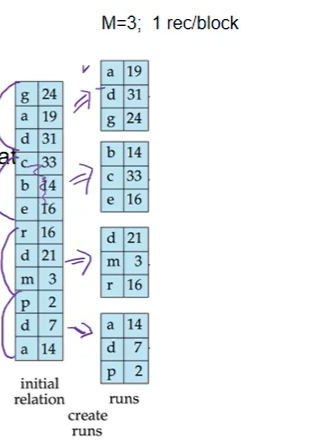 M=3; 1 rec/block
g 24
a 19
d 31
c 33
b 14
e 16
r 16
d 21
m 3
p 2
d 7
a 14
initial
relation
create
runs
a 19
d 31
g 24
b 14
c 33
e 16
d 21
m 3
r 16
a 14
d 7
p 2
runs
at